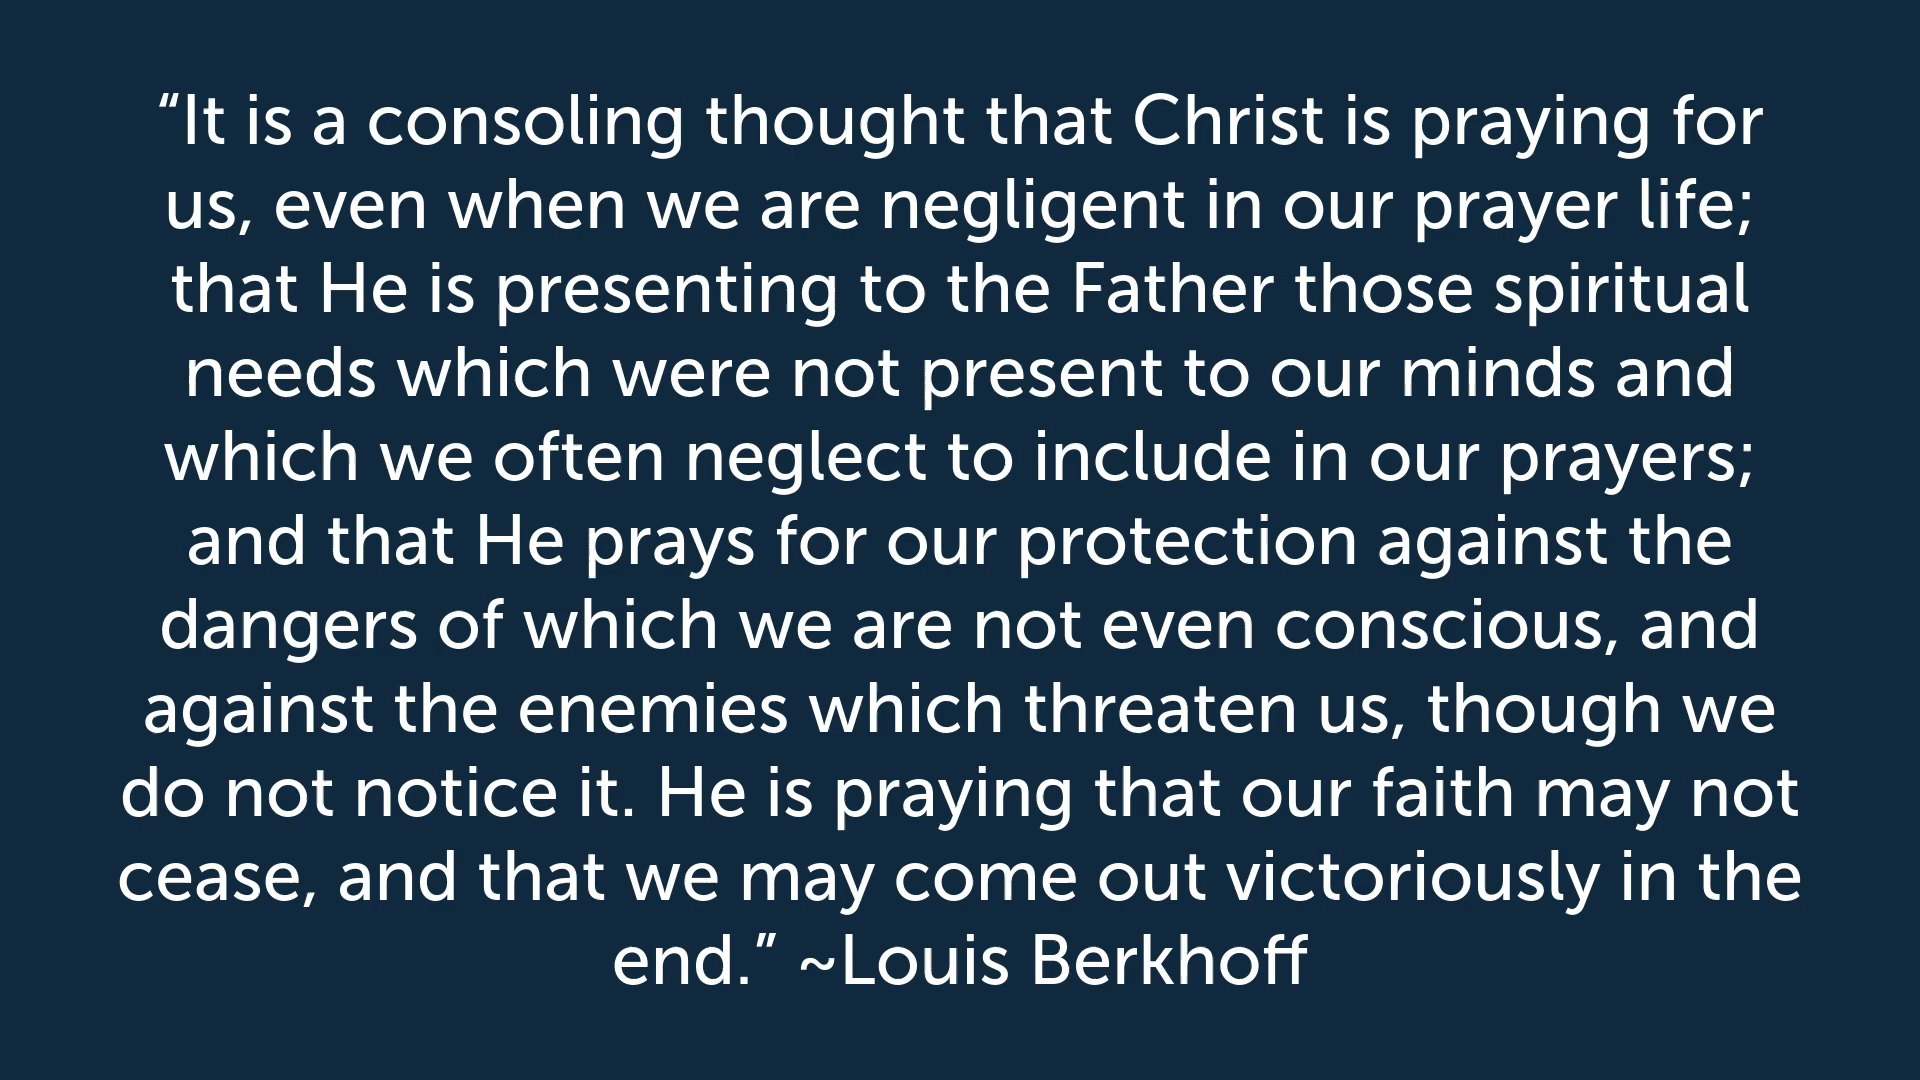 “It is a consoling thought that Christ is praying for
us, even when we are negligent in our prayer life;
that He is presenting to the Father those spiritual
needs which were not present to our minds and
which we often neglect to include in our prayers;
and that He prays for our protection against the
dangers of which we are not even conscious, and
against the enemies which threaten us, though we
do not notice it. He is praying that our faith may not
cease, and that we may come out victoriously in the
end.” ~Louis Berkhoff